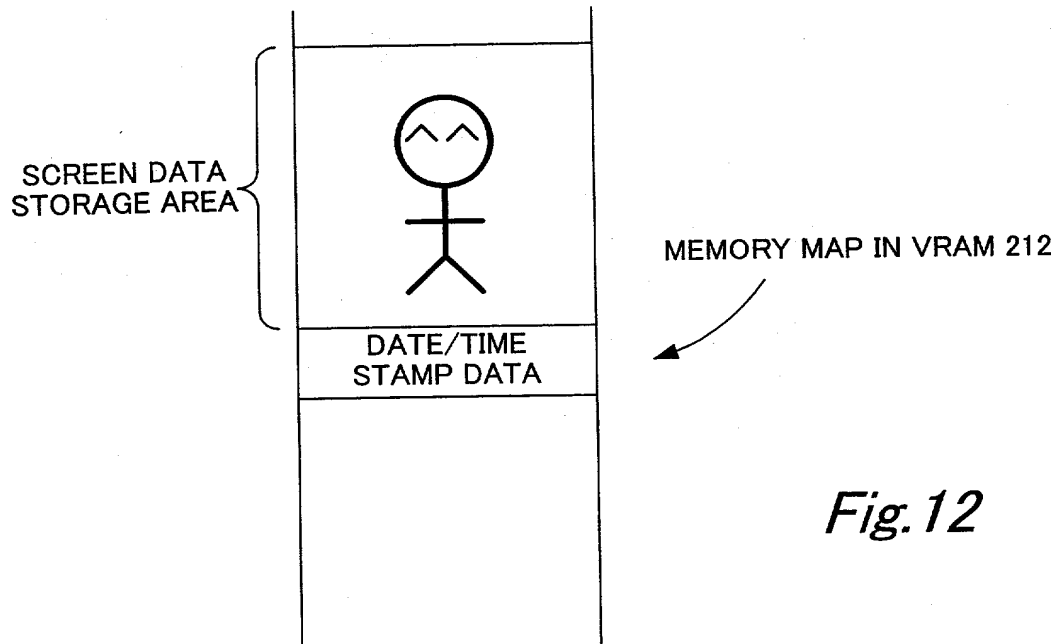 SCREEN DATA
STORAGE AREA
MEMORY MAP IN VRAM 212
DATE/TIME
STAMP DATA
Fig.12